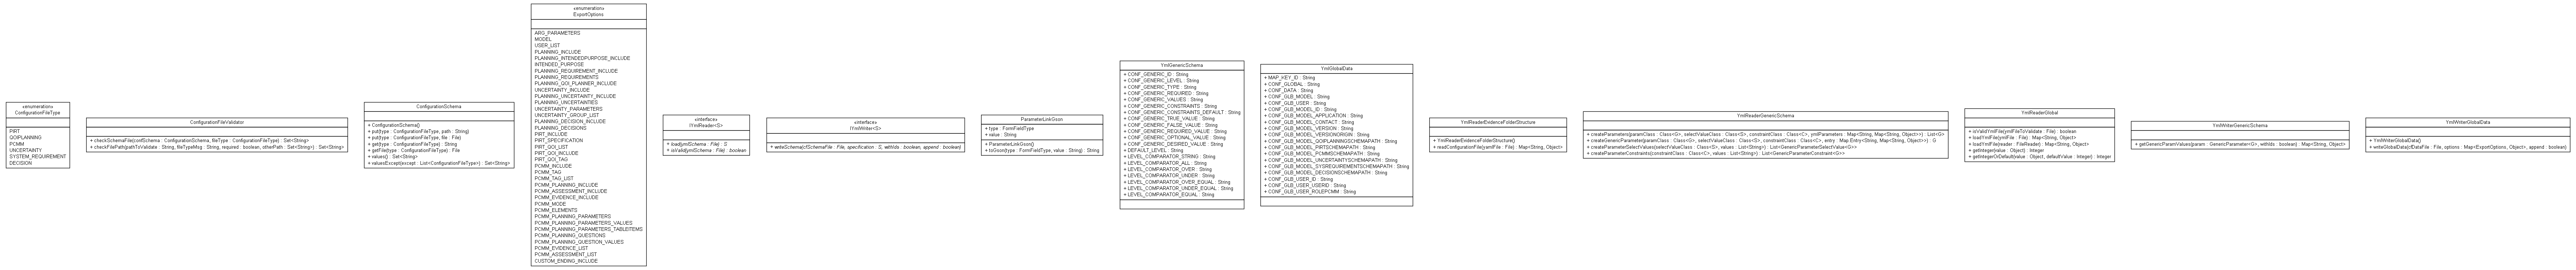 «enumeration»
ConfigurationFileType
PIRT
QOIPLANNING
PCMM
UNCERTAINTY
SYSTEM_REQUIREMENT
DECISION
ConfigurationFileValidator
+ checkSchemaFile(confSchema : ConfigurationSchema, fileType : ConfigurationFileType) : Set<String>
+ checkFilePath(pathToValidate : String, fileTypeMsg : String, required : boolean, otherPath : Set<String>) : Set<String>
ConfigurationSchema
+ ConfigurationSchema()
+ put(type : ConfigurationFileType, path : String)
+ put(type : ConfigurationFileType, file : File)
+ get(type : ConfigurationFileType) : String
+ getFile(type : ConfigurationFileType) : File
+ values() : Set<String>
+ valuesExcept(except : List<ConfigurationFileType>) : Set<String>
«enumeration»
ExportOptions
ARG_PARAMETERS
MODEL
USER_LIST
PLANNING_INCLUDE
PLANNING_INTENDEDPURPOSE_INCLUDE
INTENDED_PURPOSE
PLANNING_REQUIREMENT_INCLUDE
PLANNING_REQUIREMENTS
PLANNING_QOI_PLANNER_INCLUDE
UNCERTAINTY_INCLUDE
PLANNING_UNCERTAINTY_INCLUDE
PLANNING_UNCERTAINTIES
UNCERTAINTY_PARAMETERS
UNCERTAINTY_GROUP_LIST
PLANNING_DECISION_INCLUDE
PLANNING_DECISIONS
PIRT_INCLUDE
PIRT_SPECIFICATION
PIRT_QOI_LIST
PIRT_QOI_INCLUDE
PIRT_QOI_TAG
PCMM_INCLUDE
PCMM_TAG
PCMM_TAG_LIST
PCMM_PLANNING_INCLUDE
PCMM_ASSESSMENT_INCLUDE
PCMM_EVIDENCE_INCLUDE
PCMM_MODE
PCMM_ELEMENTS
PCMM_PLANNING_PARAMETERS
PCMM_PLANNING_PARAMETERS_VALUES
PCMM_PLANNING_PARAMETERS_TABLEITEMS
PCMM_PLANNING_QUESTIONS
PCMM_PLANNING_QUESTION_VALUES
PCMM_EVIDENCE_LIST
PCMM_ASSESSMENT_LIST
CUSTOM_ENDING_INCLUDE
«interface»
IYmlReader<S>
+ load(ymlSchema : File) : S
+ isValid(ymlSchema : File) : boolean
«interface»
IYmlWriter<S>
+ writeSchema(cfSchemaFile : File, specification : S, withIds : boolean, append : boolean)
ParameterLinkGson
+ type : FormFieldType
+ value : String
+ ParameterLinkGson()
+ toGson(type : FormFieldType, value : String) : String
YmlGenericSchema
+ CONF_GENERIC_ID : String
+ CONF_GENERIC_LEVEL : String
+ CONF_GENERIC_TYPE : String
+ CONF_GENERIC_REQUIRED : String
+ CONF_GENERIC_VALUES : String
+ CONF_GENERIC_CONSTRAINTS : String
+ CONF_GENERIC_CONSTRAINTS_DEFAULT : String
+ CONF_GENERIC_TRUE_VALUE : String
+ CONF_GENERIC_FALSE_VALUE : String
+ CONF_GENERIC_REQUIRED_VALUE : String
+ CONF_GENERIC_OPTIONAL_VALUE : String
+ CONF_GENERIC_DESIRED_VALUE : String
+ DEFAULT_LEVEL : String
+ LEVEL_COMPARATOR_STRING : String
+ LEVEL_COMPARATOR_ALL : String
+ LEVEL_COMPARATOR_OVER : String
+ LEVEL_COMPARATOR_UNDER : String
+ LEVEL_COMPARATOR_OVER_EQUAL : String
+ LEVEL_COMPARATOR_UNDER_EQUAL : String
+ LEVEL_COMPARATOR_EQUAL : String
YmlGlobalData
+ MAP_KEY_ID : String
+ CONF_GLOBAL : String
+ CONF_DATA : String
+ CONF_GLB_MODEL : String
+ CONF_GLB_USER : String
+ CONF_GLB_MODEL_ID : String
+ CONF_GLB_MODEL_APPLICATION : String
+ CONF_GLB_MODEL_CONTACT : String
+ CONF_GLB_MODEL_VERSION : String
+ CONF_GLB_MODEL_VERSIONORIGIN : String
+ CONF_GLB_MODEL_QOIPLANNINGSCHEMAPATH : String
+ CONF_GLB_MODEL_PIRTSCHEMAPATH : String
+ CONF_GLB_MODEL_PCMMSCHEMAPATH : String
+ CONF_GLB_MODEL_UNCERTAINTYSCHEMAPATH : String
+ CONF_GLB_MODEL_SYSREQUIREMENTSCHEMAPATH : String
+ CONF_GLB_MODEL_DECISIONSCHEMAPATH : String
+ CONF_GLB_USER_ID : String
+ CONF_GLB_USER_USERID : String
+ CONF_GLB_USER_ROLEPCMM : String
YmlReaderEvidenceFolderStructure
+ YmlReaderEvidenceFolderStructure()
+ readConfigurationFile(ymlFile : File) : Map<String, Object>
YmlReaderGenericSchema
+ createParameters(paramClass : Class<G>, selectValueClass : Class<S>, constraintClass : Class<C>, ymlParameters : Map<String, Map<String, Object>>) : List<G>
+ createGenericParameter(paramClass : Class<G>, selectValueClass : Class<S>, constraintClass : Class<C>, entry : Map.Entry<String, Map<String, Object>>) : G
+ createParameterSelectValues(selectValueClass : Class<S>, values : List<String>) : List<GenericParameterSelectValue<G>>
+ createParameterConstraints(constraintClass : Class<C>, values : List<String>) : List<GenericParameterConstraint<G>>
YmlReaderGlobal
+ isValidYmlFile(ymlFileToValidate : File) : boolean
+ loadYmlFile(ymlFile : File) : Map<String, Object>
+ loadYmlFile(reader : FileReader) : Map<String, Object>
+ getInteger(value : Object) : Integer
+ getIntegerOrDefault(value : Object, defaultValue : Integer) : Integer
YmlWriterGenericSchema
+ getGenericParamValues(param : GenericParameter<G>, withIds : boolean) : Map<String, Object>
YmlWriterGlobalData
+ YmlWriterGlobalData()
+ writeGlobalData(cfDataFile : File, options : Map<ExportOptions, Object>, append : boolean)